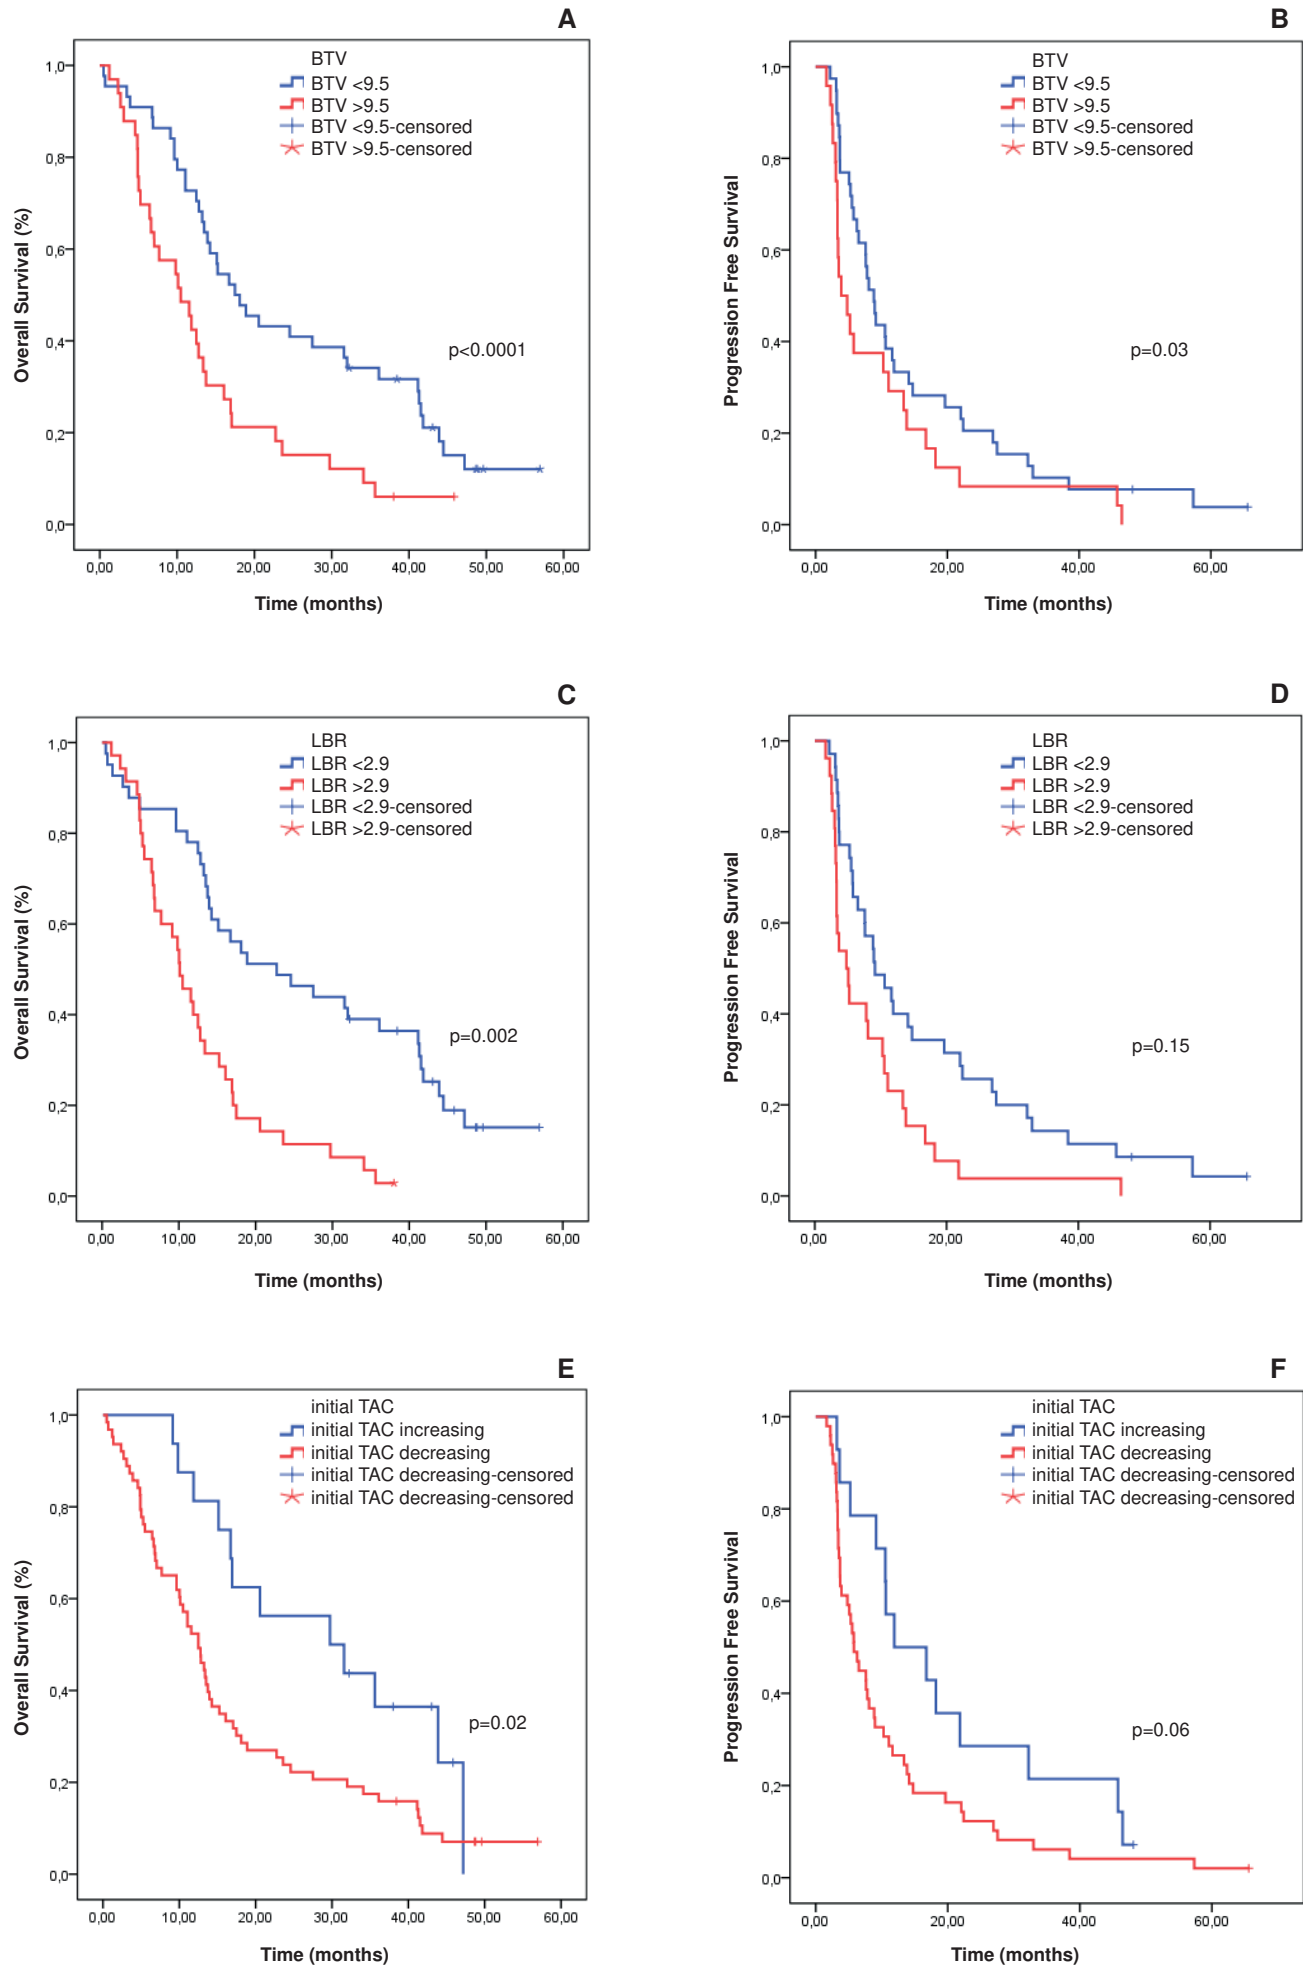 A
BTV
BTV <9.5
BTV >9.5
BTV <9.5-censored
BTV >9.5-censored
1,0
0,8
0,6
0,4
0,2
0,0
Overall Survival (%)
p<0.0001
0,00 10,00 20,00 30,00 40,00 50,00 60,00
Time (months)
B
BTV
BTV <9.5
BTV >9.5
BTV <9.5-censored
BTV >9.5-censored
1,0
0,8
0,6
0,4
0,2
0,0
Progression Free Survival
p=0.03
0,00 20,00 40,00 60,00
Time (months)
C
LBR
LBR <2.9
LBR >2.9
LBR <2.9-censored
LBR >2.9-censored
1,0
0,8
0,6
0,4
0,2
0,0
Overall Survival (%)
p=0.002
0,00 10,00 20,00 30,00 40,00 50,00 60,00
Time (months)
D
LBR
LBR <2.9
LBR >2.9
LBR <2.9-censored
LBR >2.9-censored
1,0
0,8
0,6
0,4
0,2
0,0
Progression Free Survival
p=0.15
0,00 20,00 40,00 60,00
Time (months)
E
initial TAC
initial TAC increasing
initial TAC decreasing
initial TAC decreasing-censored
initial TAC decreasing-censored
1,0
0,8
0,6
0,4
0,2
0,0
Overall Survival (%)
p=0.02
0,00 10,00 20,00 30,00 40,00 50,00 60,00
Time (months)
F
initial TAC
initial TAC increasing
initial TAC decreasing
initial TAC decreasing-censored
initial TAC decreasing-censored
1,0
0,8
0,6
0,4
0,2
0,0
Progression Free Survival
p=0.06
0,00 20,00 40,00 60,00
Time (months)